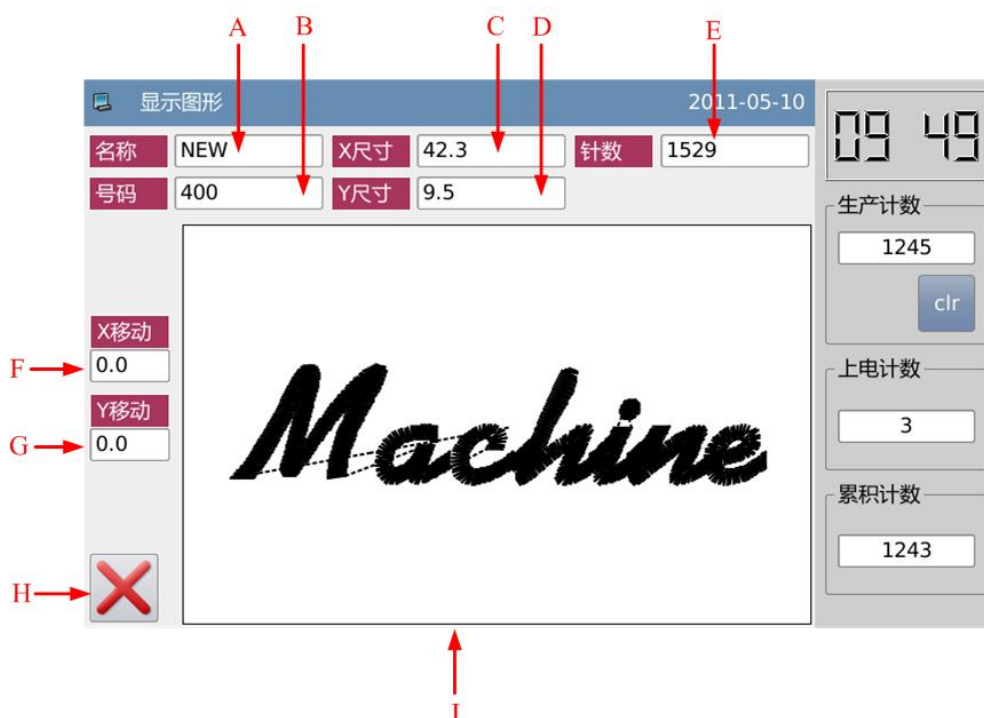 A B C D E
显示图形 2011-05-10
09 49
名称 NEW X尺寸 42.3 针数 1529
号码 400 Y尺寸 9.5
生产计数
1245
clr
X移动
F 0.0
上电计数
Y移动
G 0.0
3
Machine
累积计数
1243
H
I